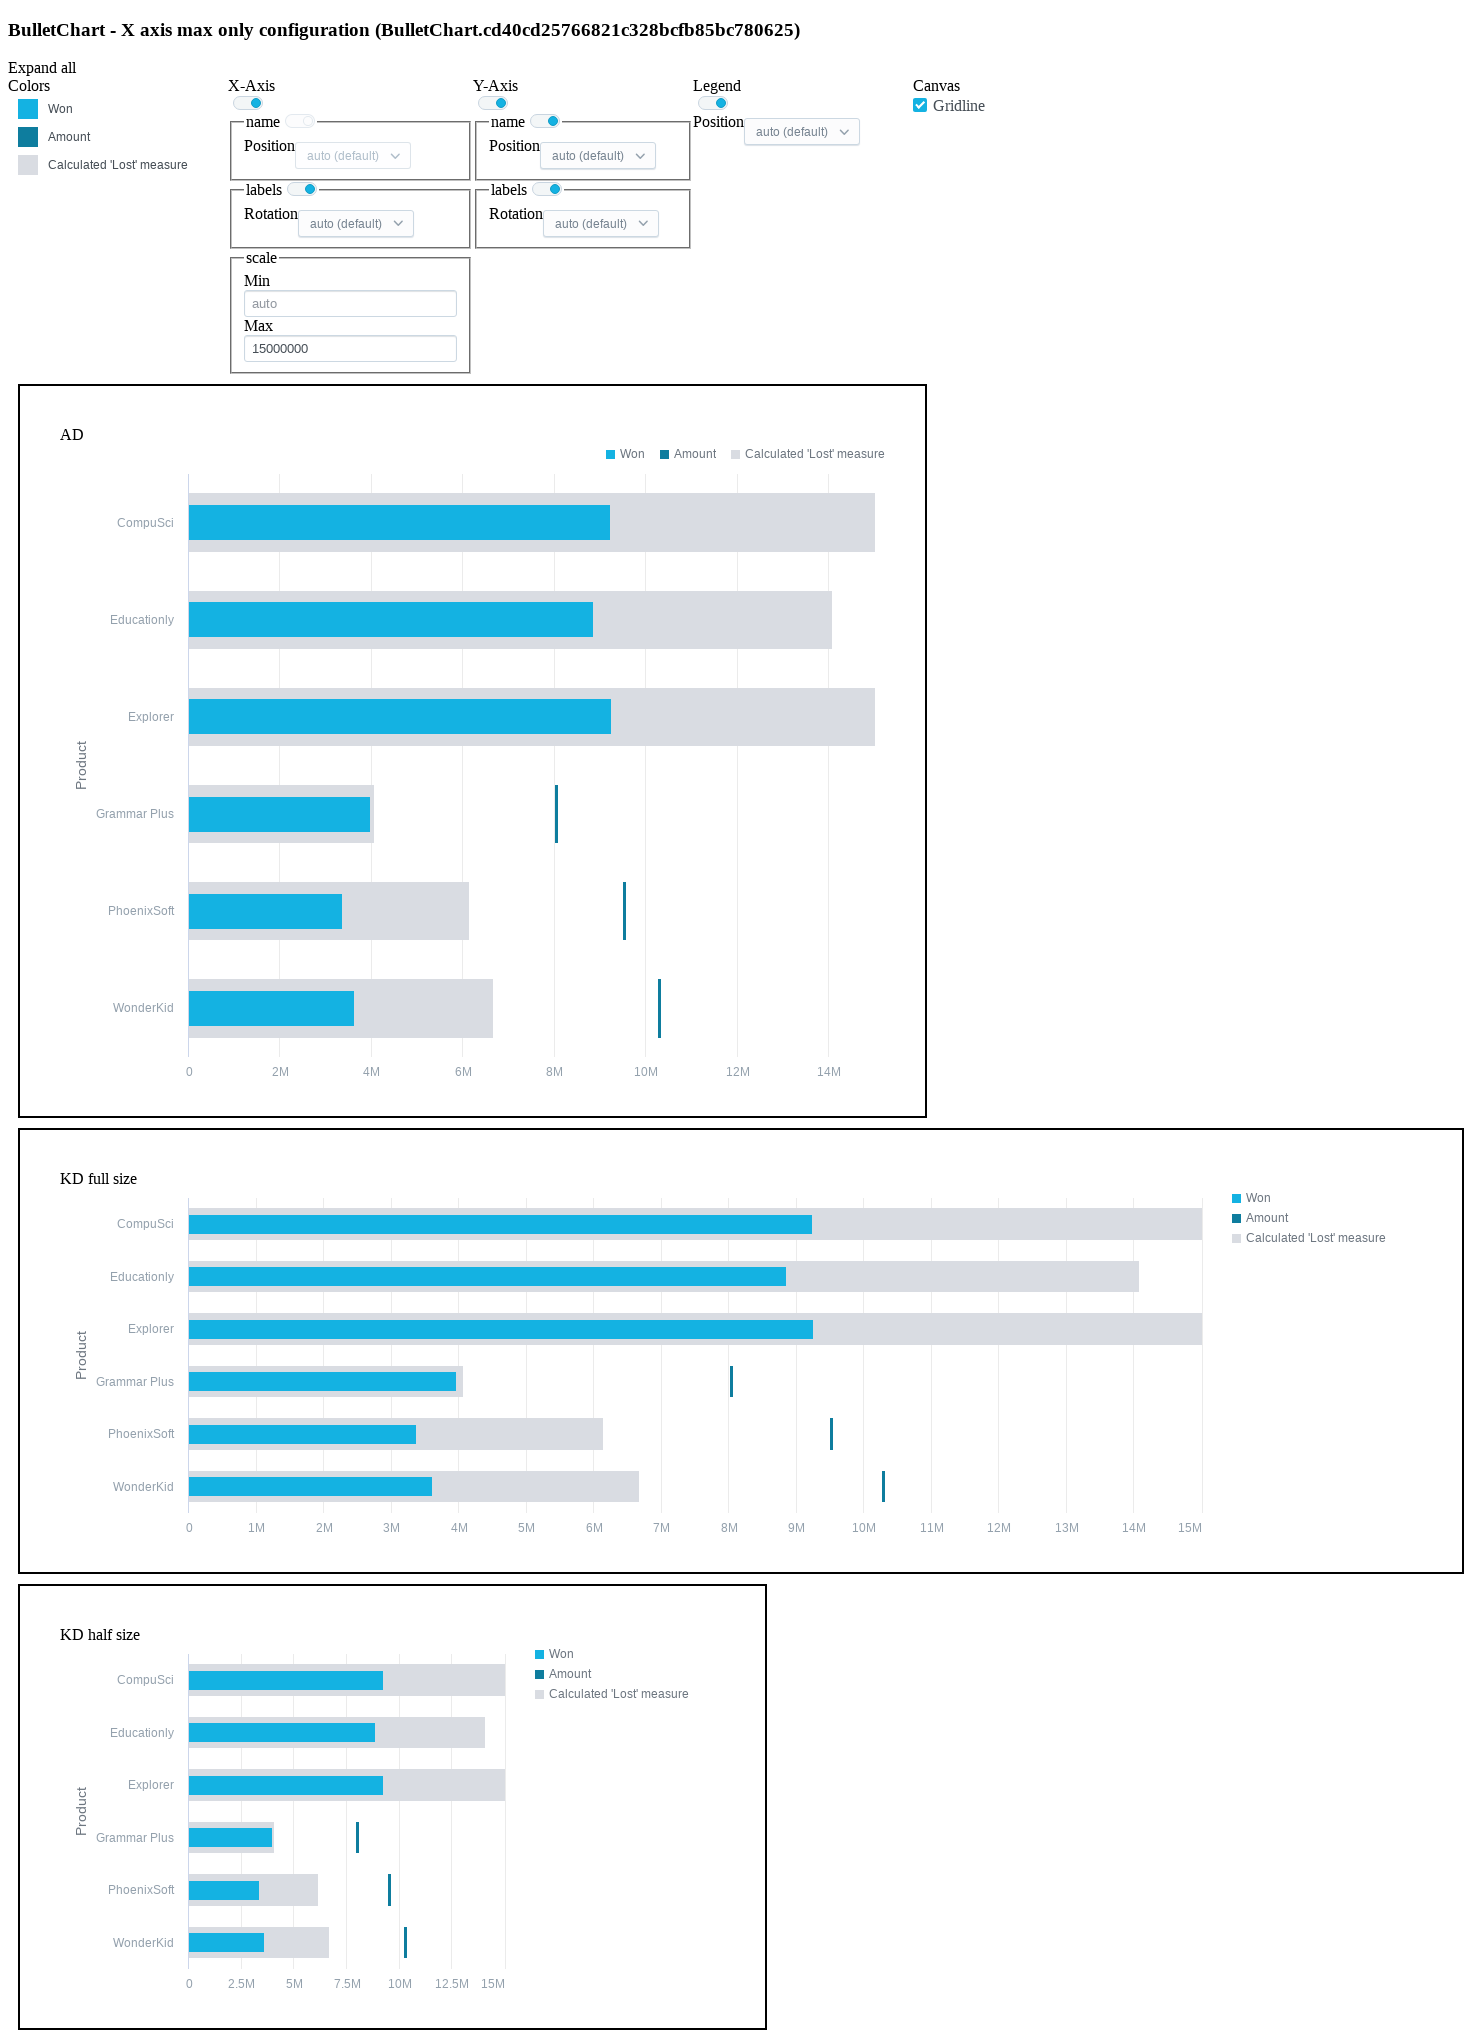 BulletChart - X axis max only configuration (BulletChart.cd40cd25766821c328bcfb85bc780625)
Expand all
Colors
Won
Amount
Calculated 'Lost' measure
X-Axis
name
Position auto (default)
labels
Rotation auto (default)
scale
Min
auto
Max
15000000
Y-Axis
name
Position auto (default)
labels
Rotation auto (default)
Legend
Position auto (default)
Canvas
Gridline
AD
Won Amount Calculated 'Lost' measure
CompuSci
Educationly
Explorer
Product
Grammar Plus
PhoenixSoft
WonderKid
0 2M 4M 6M 8M 10M 12M 14M
KD full size
Won
Amount
Calculated 'Lost' measure
CompuSci
Educationly
Explorer
Product
Grammar Plus
PhoenixSoft
WonderKid
0 1M 2M 3M 4M 5M 6M 7M 8M 9M 10M 11M 12M 13M 14M 15M
KD half size
Won
Amount
Calculated 'Lost' measure
CompuSci
Educationly
Explorer
Product
Grammar Plus
PhoenixSoft
WonderKid
0 2.5M 5M 7.5M 10M 12.5M 15M